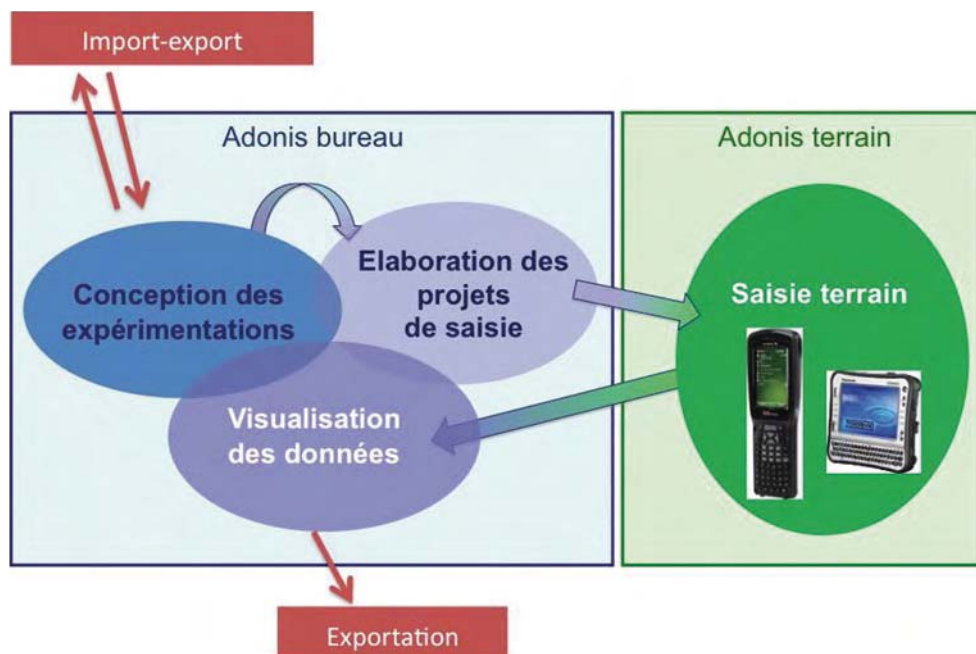 Import-export
Adonis bureau
Adonis terrain
Elaboration des
projets
de saisie
Conception des
expérimentations
Saisie terrain
Visualisation
des données
Exportation